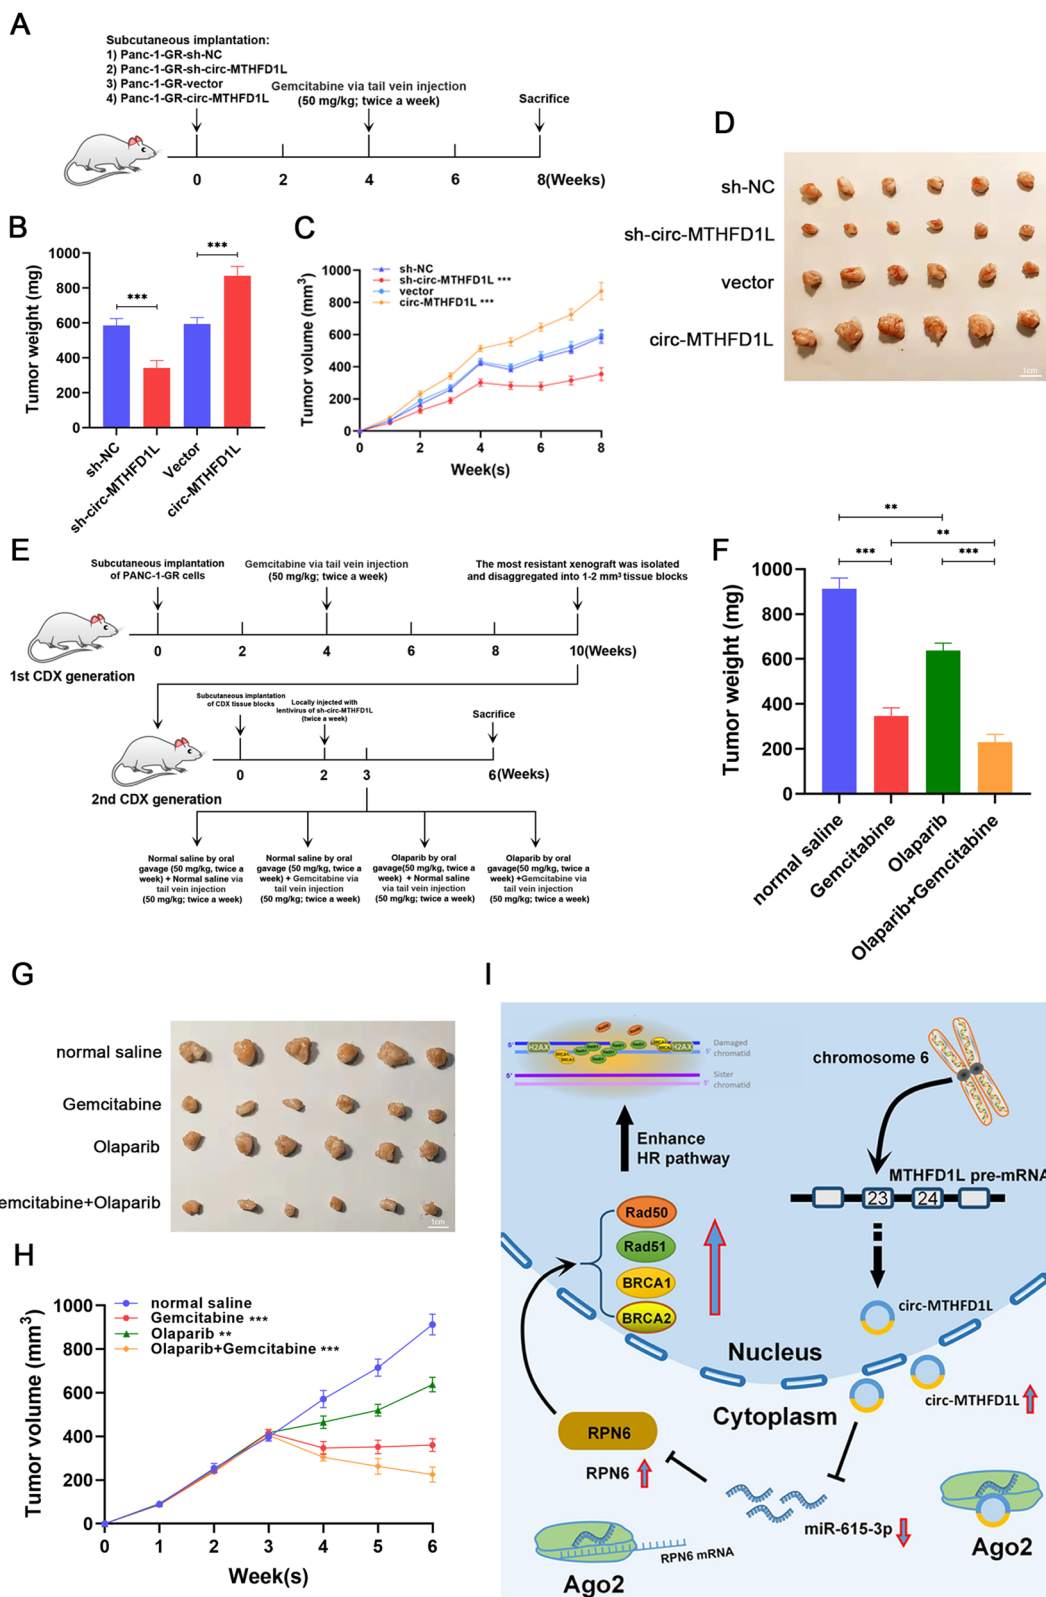 A
Subcutaneous implantation:
1) Panc-1-GR-sh-NC
2) Panc-1-GR-sh-circ-MTHFD1L
3) Panc-1-GR-vector
4) Panc-1-GR-circ-MTHFD1L
Gemcitabine via tail vein injection
(50 mg/kg; twice a week)
Sacrifice
0 2 4 6 8(Weeks)
B
Tumor weight (mg)
1000
800
600
400
200
0
***
***
sh-NC
sh-circ-MTHFD1L
Vector
circ-MTHFD1L
C
Tumor volume (mm³)
1000
800
600
400
200
0
sh-NC
sh-circ-MTHFD1L ***
vector
circ-MTHFD1L ***
0 2 4 6 8
Week(s)
D
sh-NC
sh-circ-MTHFD1L
vector
circ-MTHFD1L
1cm
E
Subcutaneous implantation
of PANC-1-GR cells
Gemcitabine via tail vein injection
(50 mg/kg; twice a week)
The most resistant xenograft was isolated
and disaggregated into 1-2 mm³ tissue blocks
0 2 4 6 8 10(Weeks)
1st CDX generation
Subcutaneous implantation
of CDX tissue blocks
Locally injected with
lentivirus of sh-circ-MTHFD1L
(twice a week)
Sacrifice
0 2 3 6(Weeks)
2nd CDX generation
Normal saline by oral
gavage (50 mg/kg, twice a
week) + Normal saline via
tail vein injection
(50 mg/kg; twice a week)
Normal saline by oral
gavage (50 mg/kg, twice a
week) + Gemcitabine via
tail vein injection
(50 mg/kg; twice a week)
Olaparib by oral
gavage(50 mg/kg, twice a
week) + Normal saline
via tail vein injection
(50 mg/kg; twice a week)
Olaparib by oral
gavage(50 mg/kg, twice a
week) +Gemcitabine via
tail vein injection
(50 mg/kg; twice a week)
F
Tumor weight (mg)
1000
800
600
400
200
0
**
**
***
***
normal saline
Gemcitabine
Olaparib
Olaparib+Gemcitabine
G
normal saline
Gemcitabine
Olaparib
emcitabine+Olaparib
1cm
H
Tumor volume (mm³)
1000
800
600
400
200
0
normal saline
Gemcitabine ***
Olaparib **
Olaparib+Gemcitabine ***
0 1 2 3 4 5 6
Week(s)
I
H2AX
H2AX
Rad51
BRCA1
BRCA2
5'
5'
Damaged
chromatid
5'
5'
Sister
chromatid
chromosome 6
Enhance
HR pathway
MTHFD1L pre-mRNA
23 24
Rad50
Rad51
BRCA1
BRCA2
circ-MTHFD1L
Nucleus
Cytoplasm
circ-MTHFD1L
RPN6
RPN6
miR-615-3p
RPN6 mRNA
Ago2
Ago2